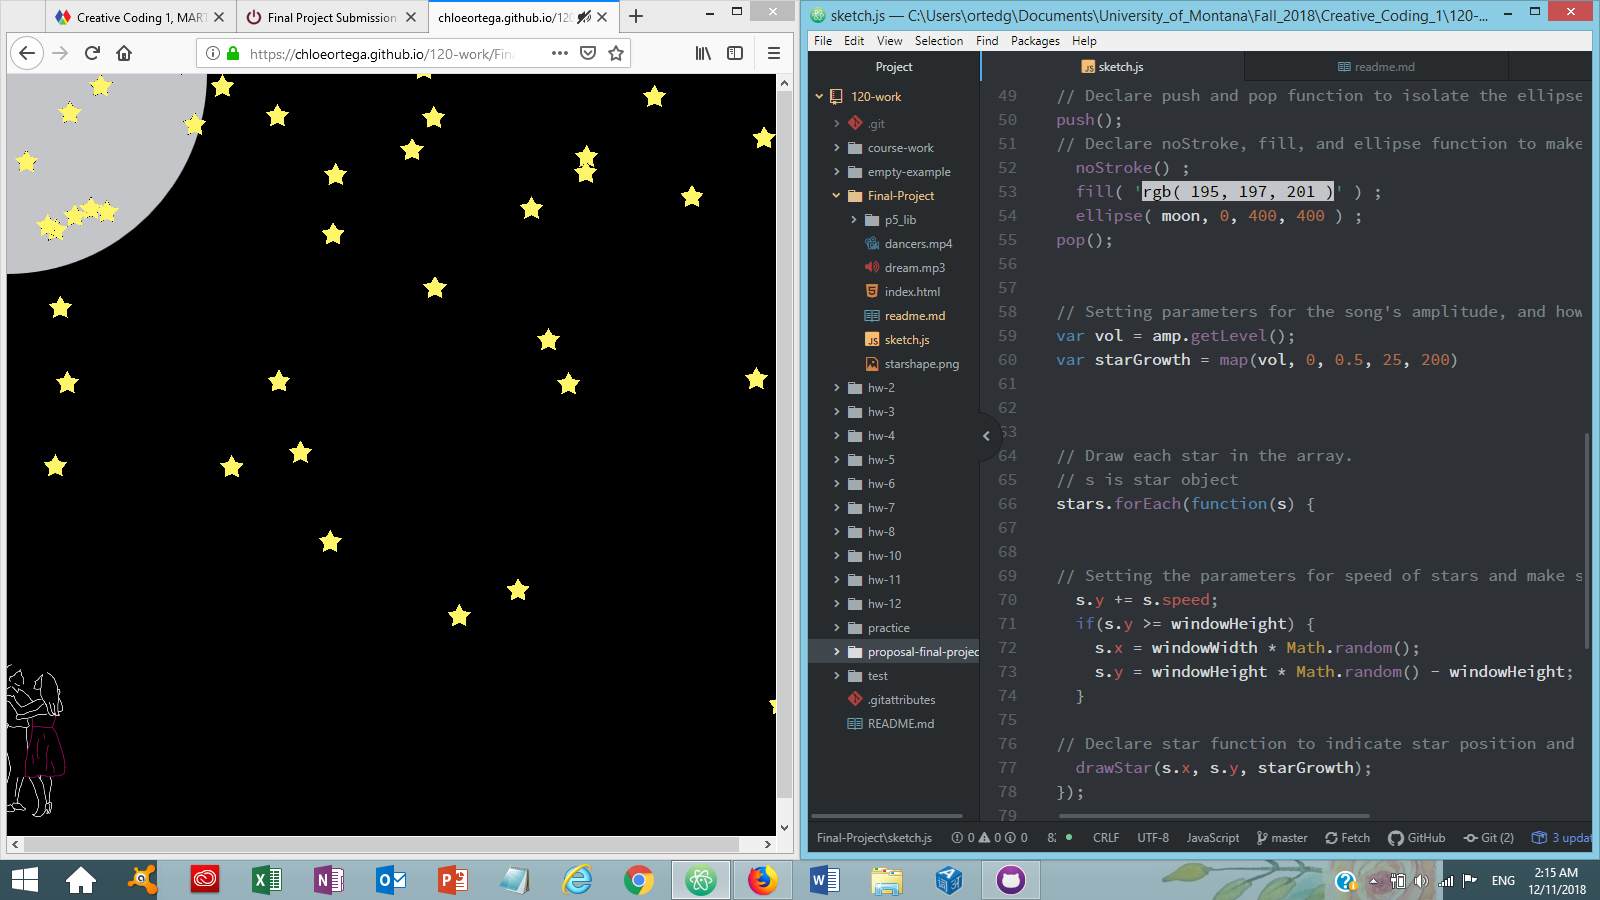 Creative Coding 1, MART
Final Project Submission
chloeortega.github.io/120
https://chloeortega.github.io/120-work/Fin
sketch.js — C:\Users\ortedg\Documents\University_of_Montana\Fall_2018\Creative_Coding_1\120-...
File Edit View Selection Find Packages Help
Project
120-work
.git
course-work
empty-example
Final-Project
p5_lib
dancers.mp4
dream.mp3
index.html
readme.md
sketch.js
starshape.png
hw-2
hw-3
hw-4
hw-5
hw-6
hw-7
hw-8
hw-10
hw-11
hw-12
practice
proposal-final-projec
test
.gitattributes
README.md
sketch.js
readme.md
49 // Declare push and pop function to isolate the ellipse
50 push();
51 // Declare noStroke, fill, and ellipse function to make
52 noStroke() ;
53 fill( 'rgb( 195, 197, 201 )' ) ;
54 ellipse( moon, 0, 400, 400 ) ;
55 pop();
56
57
58 // Setting parameters for the song's amplitude, and how
59 var vol = amp.getLevel();
60 var starGrowth = map(vol, 0, 0.5, 25, 200)
61
62
63
64 // Draw each star in the array.
65 // s is star object
66 stars.forEach(function(s) {
67
68
69 // Setting the parameters for speed of stars and make s
70 s.y += s.speed;
71 if(s.y >= windowHeight) {
72 s.x = windowWidth * Math.random();
73 s.y = windowHeight * Math.random() - windowHeight;
74 }
75
76 // Declare star function to indicate star position and
77 drawStar(s.x, s.y, starGrowth);
78 });
79
Final-Project\sketch.js 0 0 0 82 CRLF UTF-8 JavaScript master Fetch GitHub Git (2) 3 updat
ENG
2:15 AM
12/11/2018